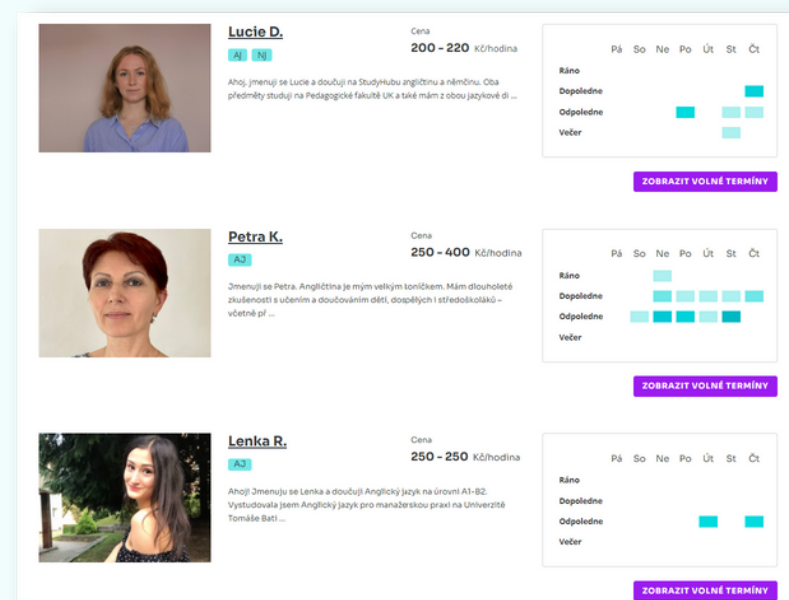 Lucie D.
AJ NJ
Ahoj, jmenuji se Lucie a doučuji na StudyHubu angličtinu a němčinu. Oba
předměty studuji na Pedagogické fakultě UK a také mám z obou jazykové di ...
Cena
200 - 220 Kč/hodina
Pá So Ne Po Út St Čt
Ráno
Dopoledne
Odpoledne
Večer
ZOBRAZIT VOLNÉ TERMÍNY
Petra K.
AJ
Jmenuji se Petra. Angličtina je mým velkým koníčkem. Mám dlouholeté
zkušenosti s učením a doučováním dětí, dospělých i středoškoláků –
včetně př ...
Cena
250 - 400 Kč/hodina
Pá So Ne Po Út St Čt
Ráno
Dopoledne
Odpoledne
Večer
ZOBRAZIT VOLNÉ TERMÍNY
Lenka R.
AJ
Ahoj! Jmenuju se Lenka a doučuji Anglický jazyk na úrovni A1-B2.
Vystudovala jsem Anglický jazyk pro manažerskou praxi na Univerzitě
Tomáše Bati ...
Cena
250 - 250 Kč/hodina
Pá So Ne Po Út St Čt
Ráno
Dopoledne
Odpoledne
Večer
ZOBRAZIT VOLNÉ TERMÍNY